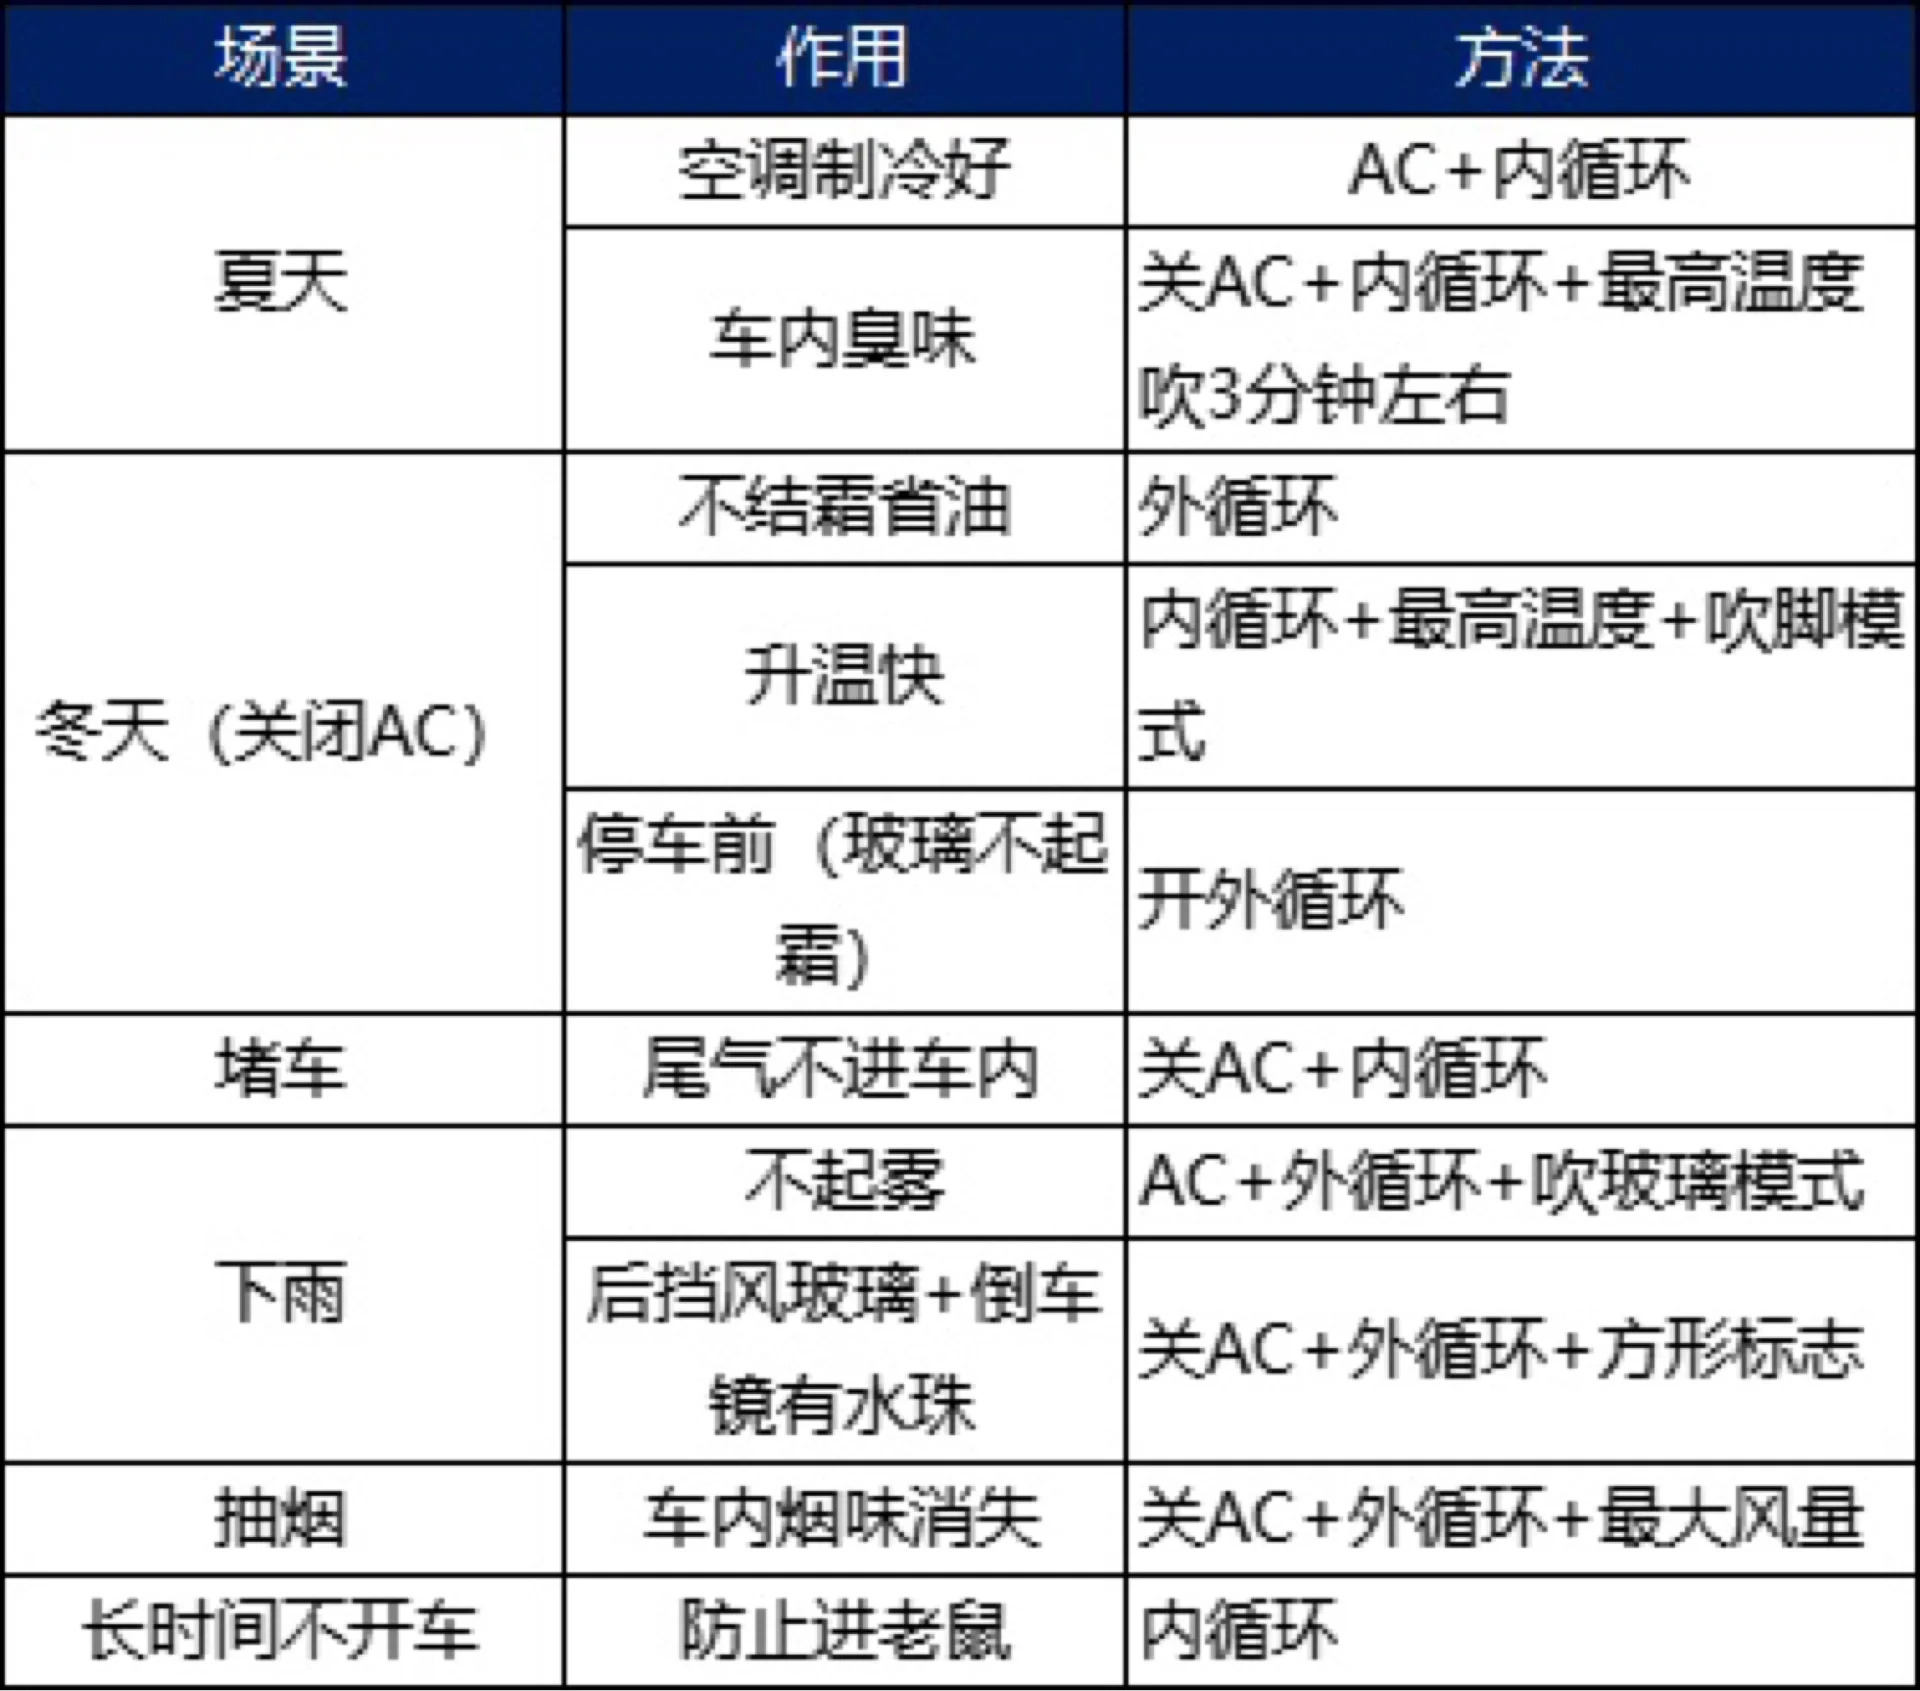 场景
作用
方法
夏天
空调制冷好
AC+内循环
车内臭味
关AC+内循环+最高温度
吹3分钟左右
冬天（关闭AC）
不结霜省油
外循环
升温快
内循环+最高温度+吹脚模
式
停车前（玻璃不起
霜）
开外循环
堵车
尾气不进车内
关AC+内循环
下雨
不起雾
AC+外循环+吹玻璃模式
后挡风玻璃+倒车
镜有水珠
关AC+外循环+方形标志
抽烟
车内烟味消失
关AC+外循环+最大风量
长时间不开车
防止进老鼠
内循环